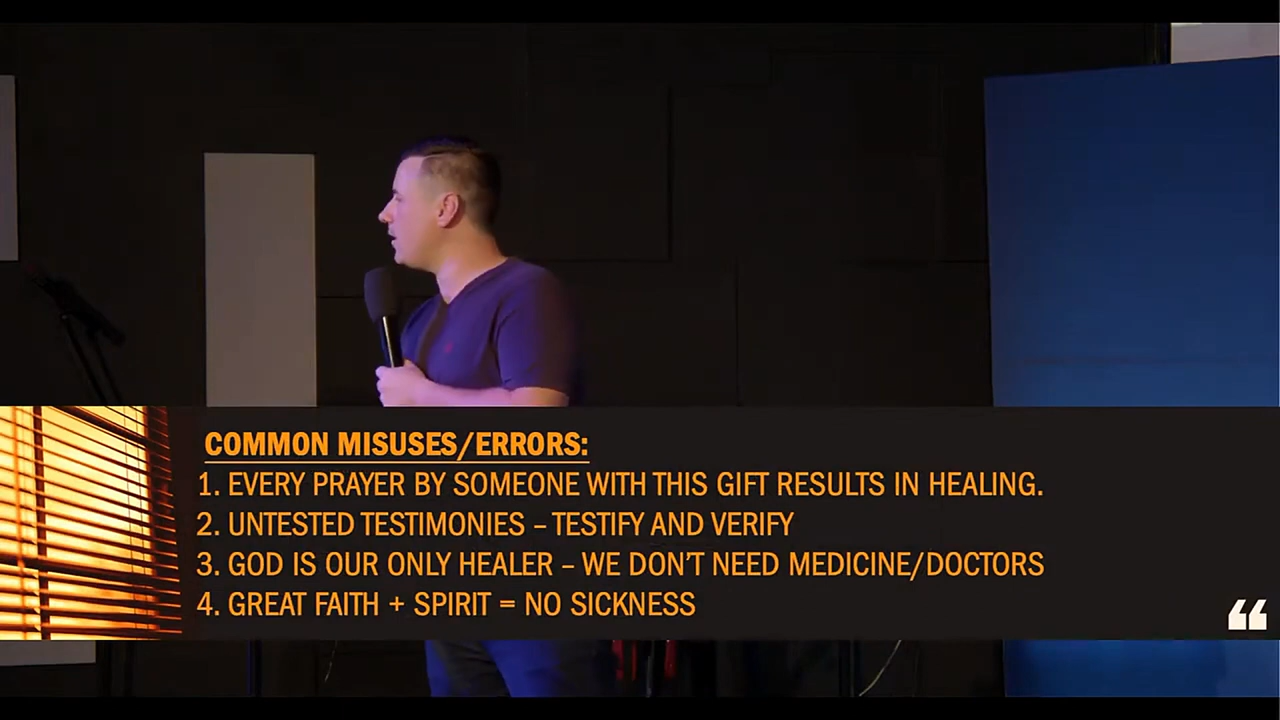 COMMON MISUSES/ERRORS:
1. EVERY PRAYER BY SOMEONE WITH THIS GIFT RESULTS IN HEALING.
2. UNTESTED TESTIMONIES – TESTIFY AND VERIFY
3. GOD IS OUR ONLY HEALER – WE DON'T NEED MEDICINE/DOCTORS
4. GREAT FAITH + SPIRIT = NO SICKNESS